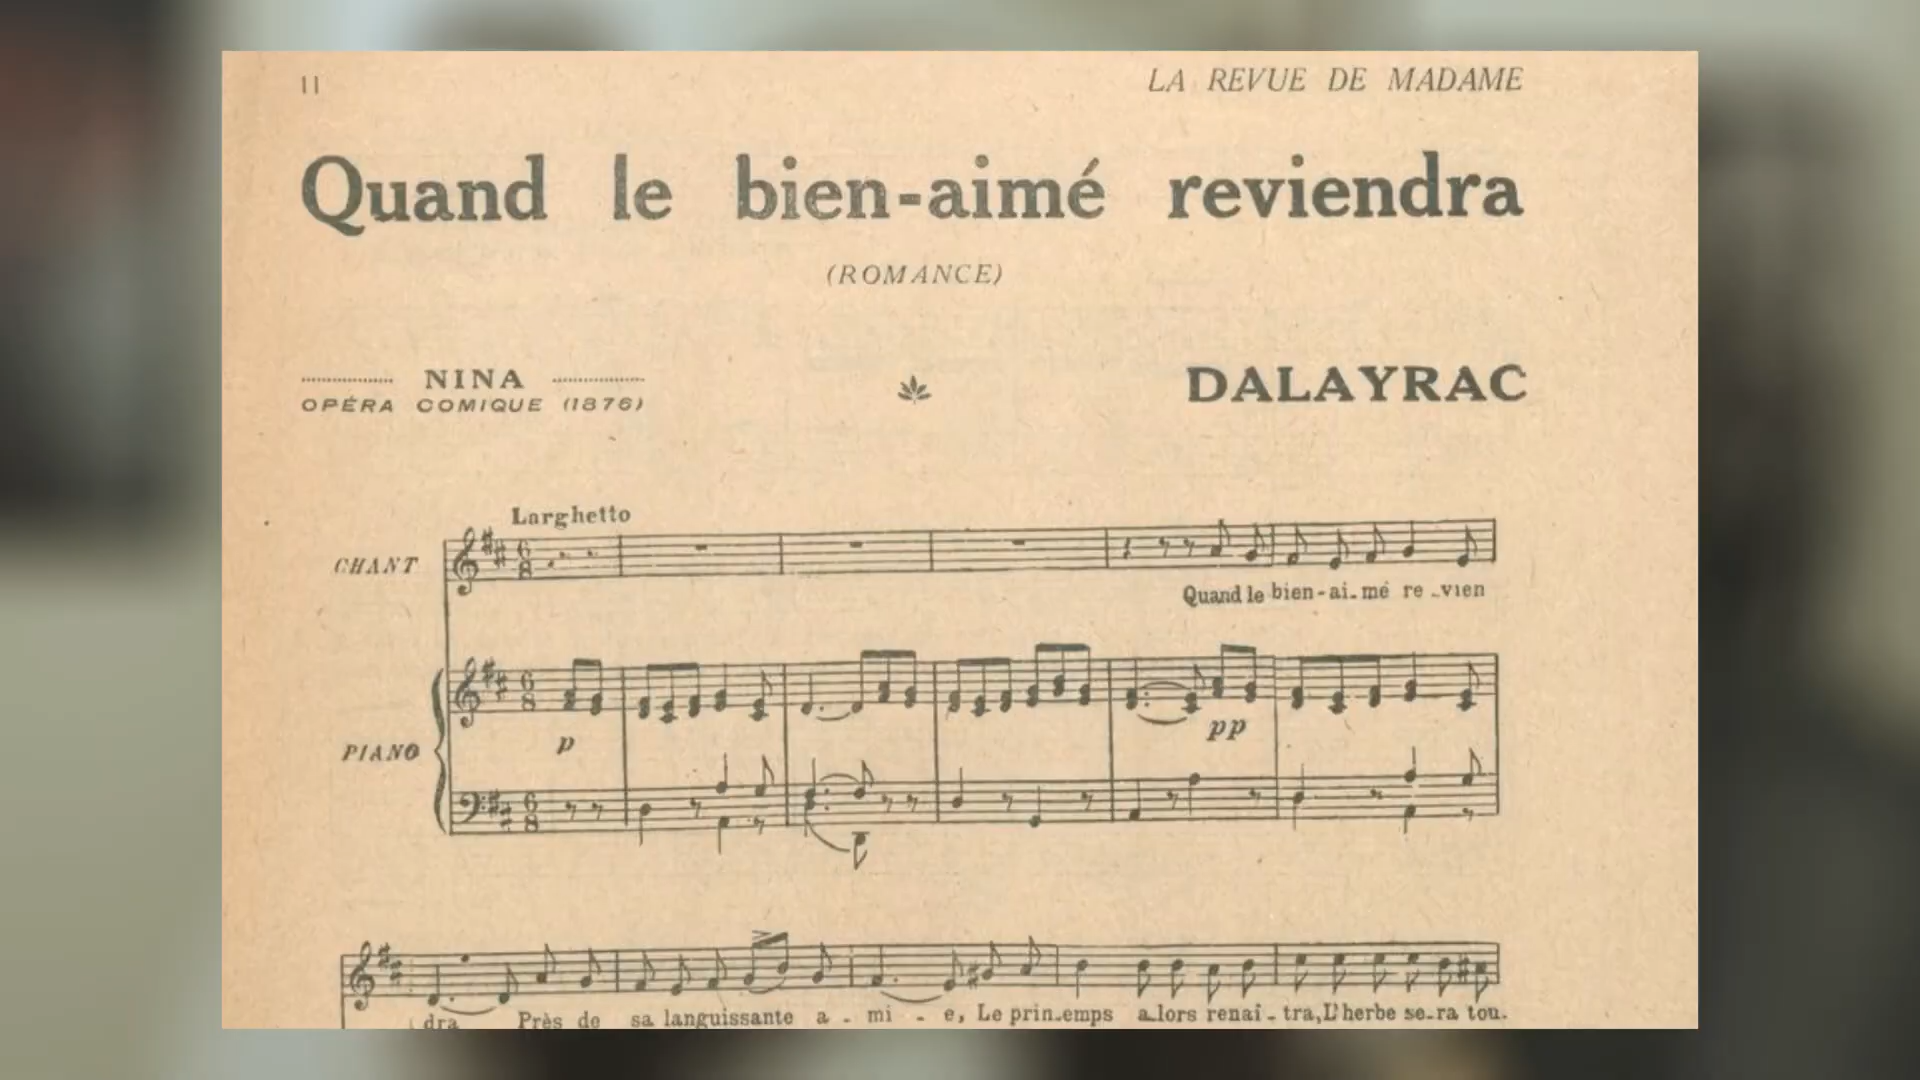 11
LA REVUE DE MADAME
Quand le bien-aimé reviendra
(ROMANCE)
NINA
OPÉRA COMIQUE (1876)
DALAYRAC
Larghetto
CHANT
Quand le bien-ai-mé re-vien
PIANO
p
pp
dra Près de sa languissante a-mi-e, Le prin-emps a-lors renaî-tra, L'herbe se-ra tou.